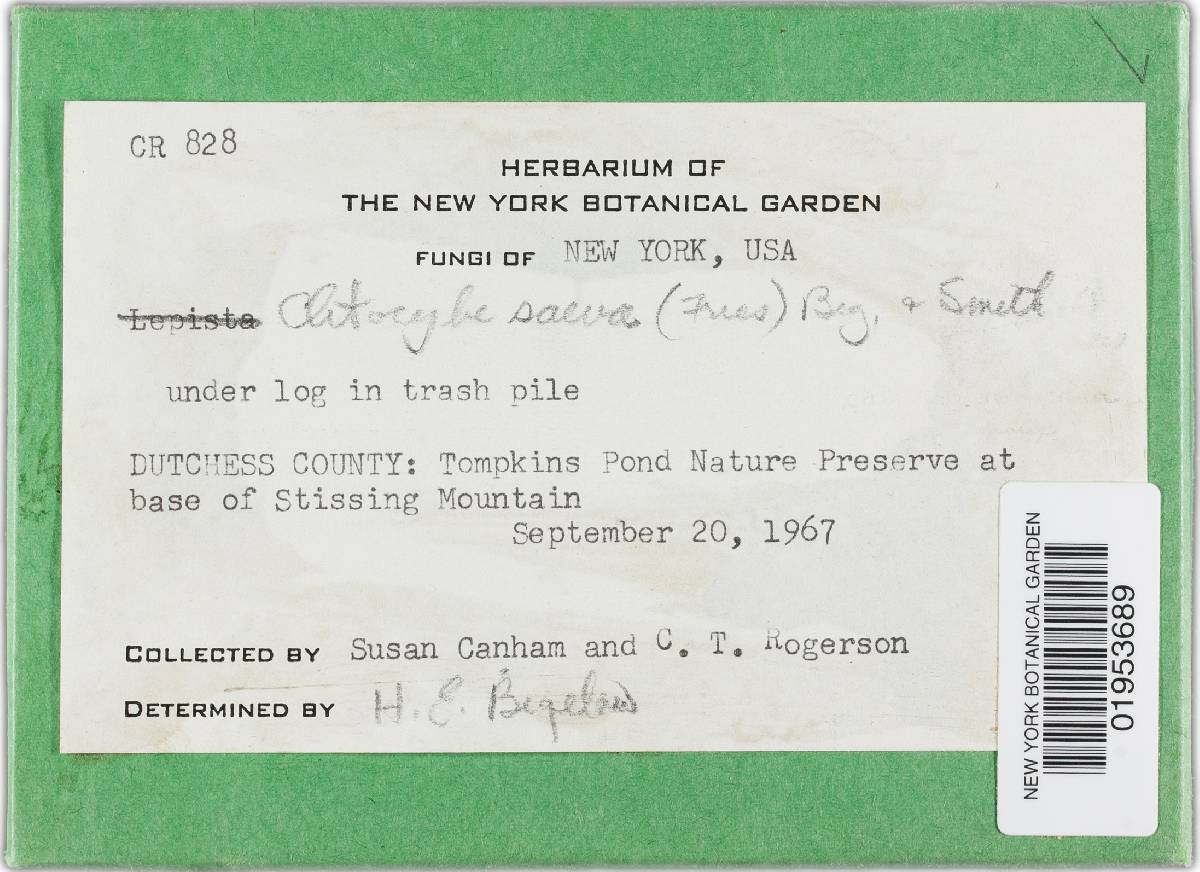 CR 828
HERBARIUM OF
THE NEW YORK BOTANICAL GARDEN
FUNGI OF NEW YORK, USA
Lepista Clitocybe saeva (Fries) Big. & Smith
under log in trash pile
DUTCHESS COUNTY: Tompkins Pond Nature Preserve at
base of Stissing Mountain
September 20, 1967
COLLECTED BY Susan Canham and C. T. Rogerson
DETERMINED BY H. E. Bigelow
NEW YORK BOTANICAL GARDEN
01953689